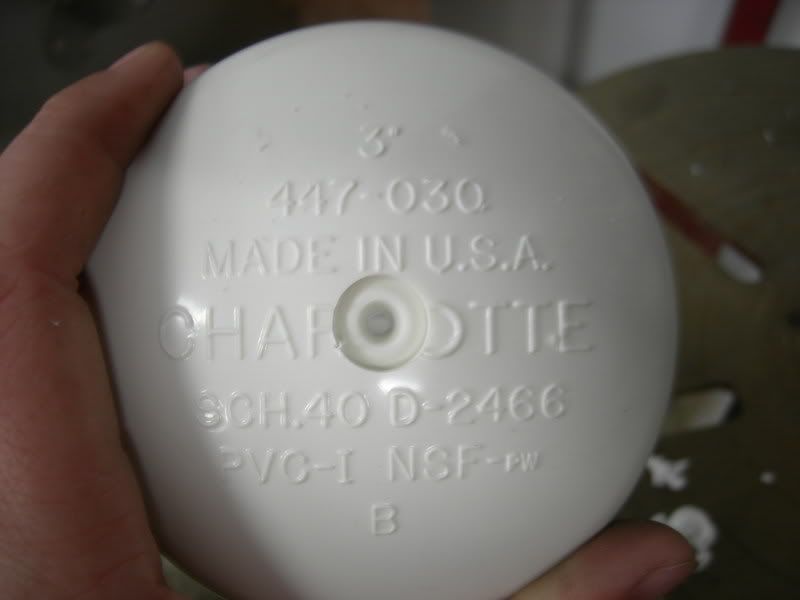 3"
447-030
MADE IN U.S.A.
CHAR OTTE
SCH.40 D-2466
PVC-I NSF-PW
B